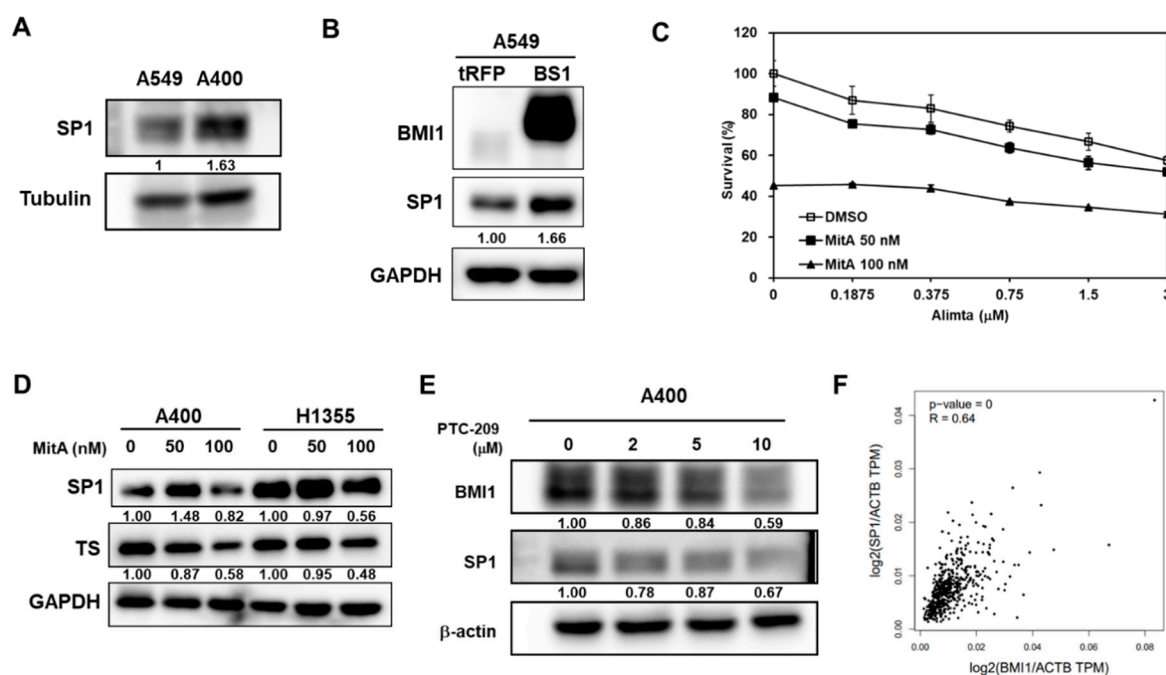 A
A549 A400
SP1
1 1.63
Tubulin
B
A549
tRFP BS1
BMI1
SP1
1.00 1.66
GAPDH
C
120
100
80
60
40
20
0
Survival (%)
DMSO
MitA 50 nM
MitA 100 nM
0 0.1875 0.375 0.75 1.5 3
Alimta (µM)
D
A400 H1355
MitA (nM) 0 50 100 0 50 100
SP1
1.00 1.48 0.82 1.00 0.97 0.56
TS
1.00 0.87 0.58 1.00 0.95 0.48
GAPDH
E
A400
PTC-209 (µM) 0 2 5 10
BMI1
1.00 0.86 0.84 0.59
SP1
1.00 0.78 0.87 0.67
β-actin
F
p-value = 0
R = 0.64
log2(SP1/ACTB TPM)
0.04
0.03
0.02
0.01
0.00
0.00 0.02 0.04 0.06 0.08
log2(BMI1/ACTB TPM)